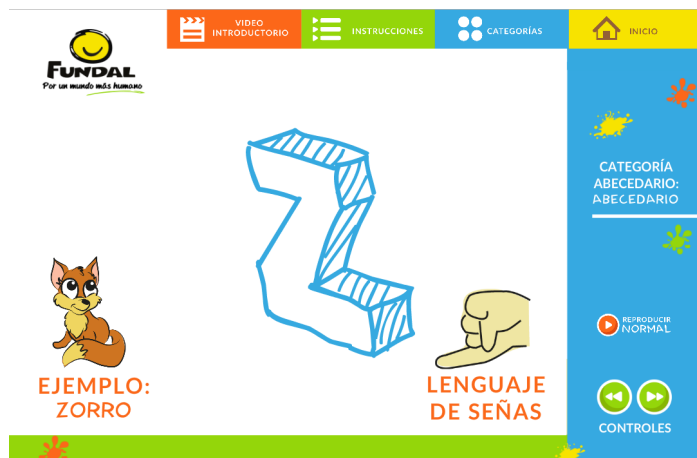 FUNDAL
Por un mundo más humano
VIDEO
INTRODUCTORIO
INSTRUCCIONES
CATEGORÍAS
INICIO
Z
CATEGORÍA
ABECEDARIO:
ABECEDARIO
REPRODUCIR
NORMAL
EJEMPLO:
ZORRO
LENGUAJE
DE SEÑAS
CONTROLES